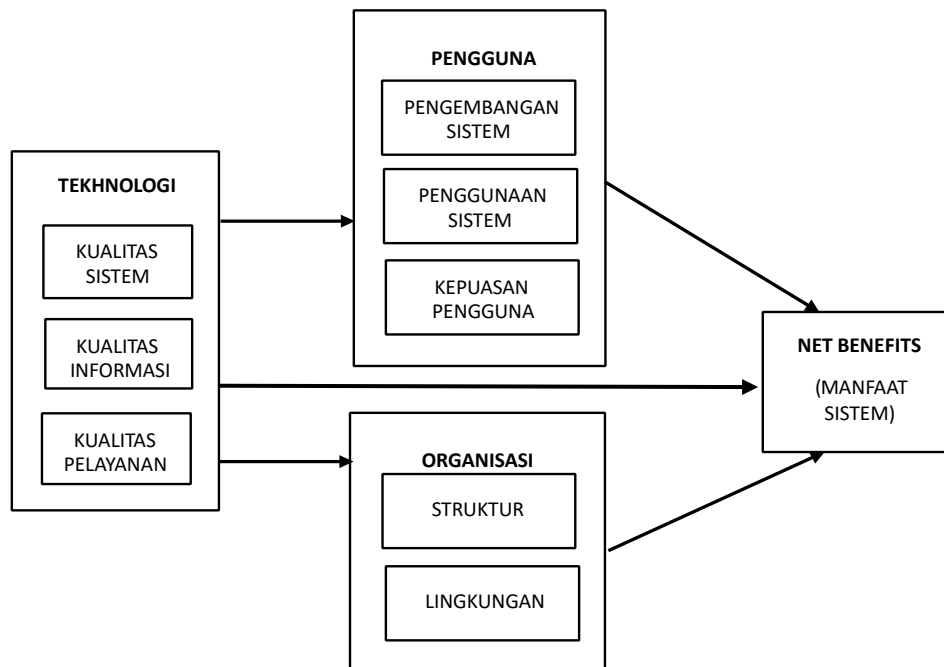 TEKHNOLOGI
KUALITAS
SISTEM
KUALITAS
INFORMASI
KUALITAS
PELAYANAN
PENGGUNA
PENGEMBANGAN
SISTEM
PENGGUNAAN
SISTEM
KEPUASAN
PENGGUNA
ORGANISASI
STRUKTUR
LINGKUNGAN
NET BENEFITS
(MANFAAT
SISTEM)